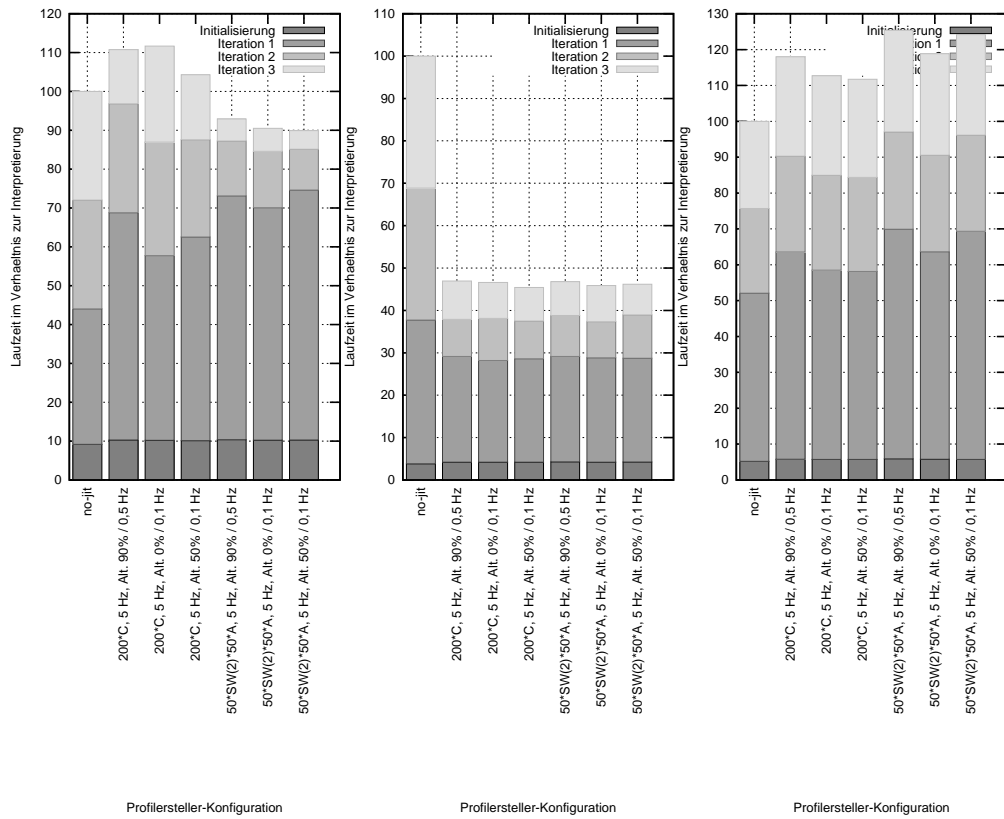 Laufzeit im Verhaeltnis zur Interpretierung
0
10
20
30
40
50
60
70
80
90
100
110
120
Initialisierung
Iteration 1
Iteration 2
Iteration 3
no-jit
200*C, 5 Hz, Alt. 90% / 0,5 Hz
200*C, 5 Hz, Alt. 0% / 0,1 Hz
200*C, 5 Hz, Alt. 50% / 0,1 Hz
50*SW(2)*50*A, 5 Hz, Alt. 90% / 0,5 Hz
50*SW(2)*50*A, 5 Hz, Alt. 0% / 0,1 Hz
50*SW(2)*50*A, 5 Hz, Alt. 50% / 0,1 Hz
Profilersteller-Konfiguration
Laufzeit im Verhaeltnis zur Interpretierung
0
10
20
30
40
50
60
70
80
90
100
110
Initialisierung
Iteration 1
Iteration 2
Iteration 3
no-jit
200*C, 5 Hz, Alt. 90% / 0,5 Hz
200*C, 5 Hz, Alt. 0% / 0,1 Hz
200*C, 5 Hz, Alt. 50% / 0,1 Hz
50*SW(2)*50*A, 5 Hz, Alt. 90% / 0,5 Hz
50*SW(2)*50*A, 5 Hz, Alt. 0% / 0,1 Hz
50*SW(2)*50*A, 5 Hz, Alt. 50% / 0,1 Hz
Profilersteller-Konfiguration
Laufzeit im Verhaeltnis zur Interpretierung
0
10
20
30
40
50
60
70
80
90
100
110
120
130
no-jit
200*C, 5 Hz, Alt. 90% / 0,5 Hz
200*C, 5 Hz, Alt. 0% / 0,1 Hz
200*C, 5 Hz, Alt. 50% / 0,1 Hz
50*SW(2)*50*A, 5 Hz, Alt. 90% / 0,5 Hz
50*SW(2)*50*A, 5 Hz, Alt. 0% / 0,1 Hz
50*SW(2)*50*A, 5 Hz, Alt. 50% / 0,1 Hz
Profilersteller-Konfiguration